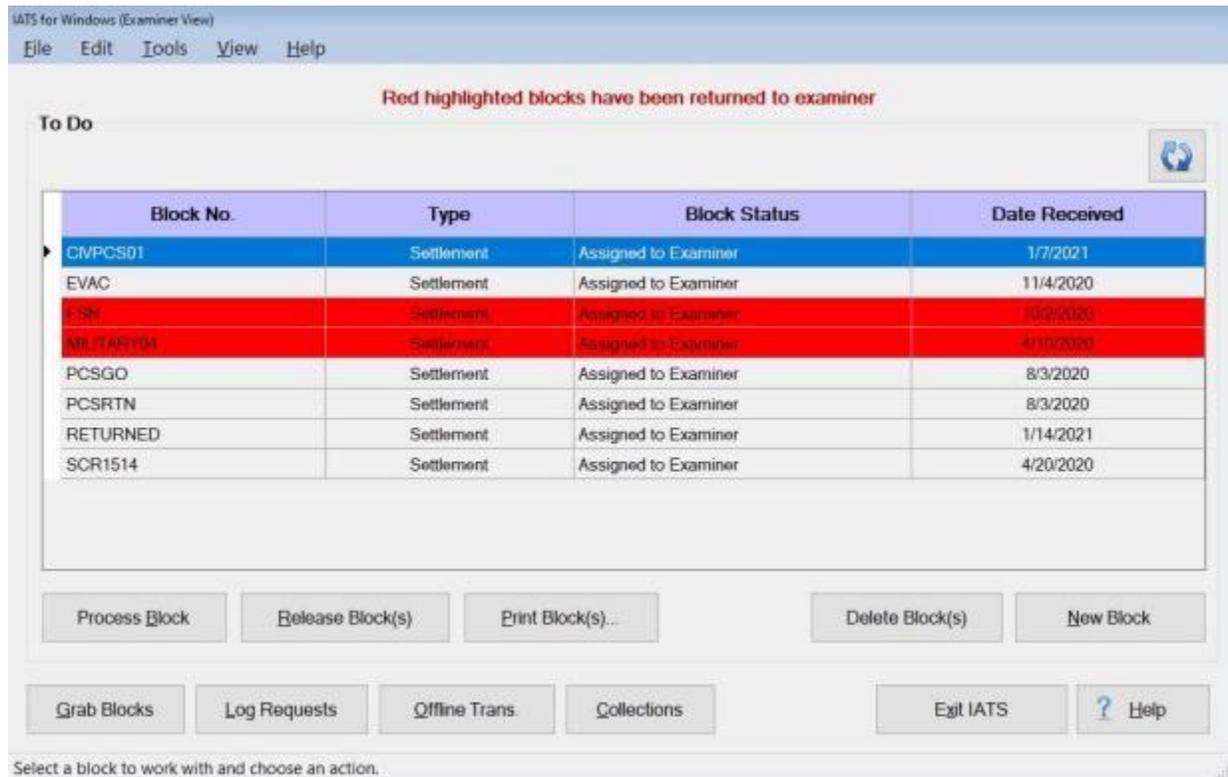 IATS for Windows (Examiner View)
File Edit Tools View Help
Red highlighted blocks have been returned to examiner
To Do
Block No. Type Block Status Date Received
CIVPCS01 Settlement Assigned to Examiner 1/7/2021
EVAC Settlement Assigned to Examiner 11/4/2020
FSN Settlement Assigned to Examiner 10/2/2020
MILITARY04 Settlement Assigned to Examiner 4/10/2020
PCSGO Settlement Assigned to Examiner 8/3/2020
PCSRTN Settlement Assigned to Examiner 8/3/2020
RETURNED Settlement Assigned to Examiner 1/14/2021
SCR1514 Settlement Assigned to Examiner 4/20/2020
Process Block Release Block(s) Print Block(s)... Delete Block(s) New Block
Grab Blocks Log Requests Offline Trans. Collections Exit IATS ? Help
Select a block to work with and choose an action.